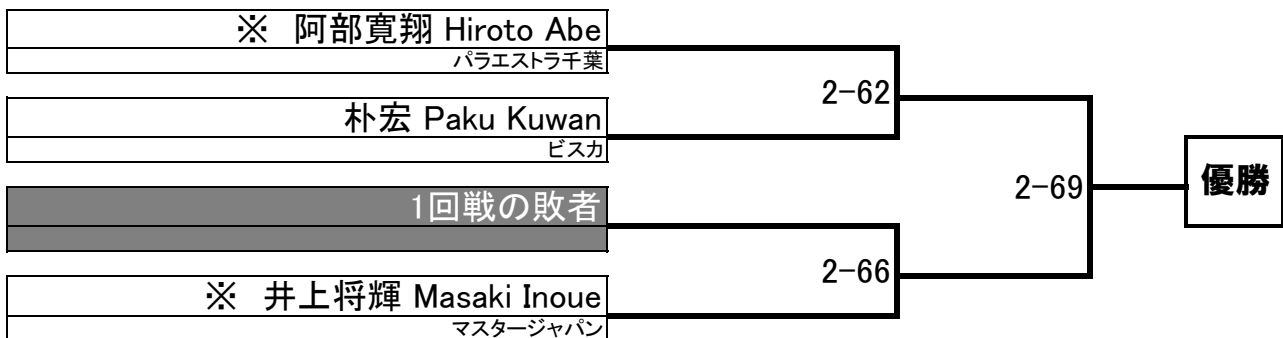 ※ 阿部寛翔 Hiroto Abe
パラエストラ千葉
2-62
朴宏 Paku Kuwan
ビスカ
2-69
優勝
1回戦の敗者
2-66
※ 井上将輝 Masaki Inoue
マスタージャパン